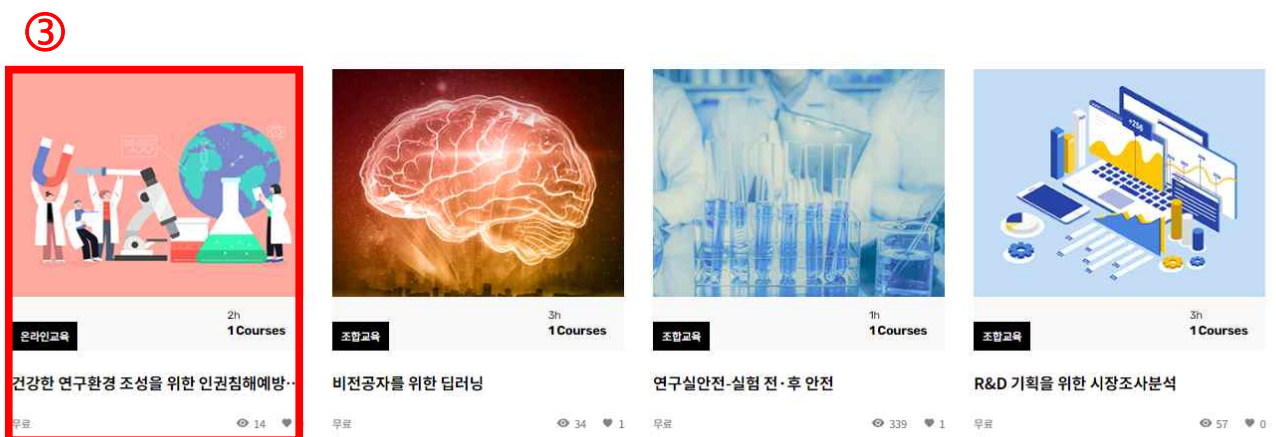 ③
+256
2h
온라인교육 1 Courses
건강한 연구환경 조성을 위한 인권침해예방··
무료 14
3h
조합교육 1 Courses
비전공자를 위한 딥러닝
무료 34 1
1h
조합교육 1 Courses
연구실안전-실험 전·후 안전
무료 339 1
3h
조합교육 1 Courses
R&D 기획을 위한 시장조사분석
무료 57 0